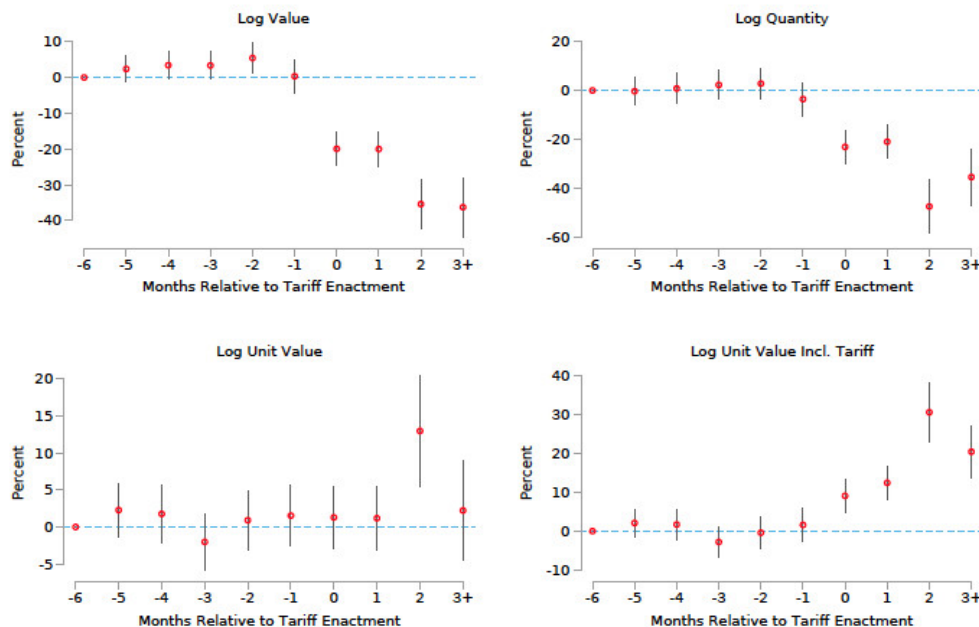 Log Value
Percent
10
0
-10
-20
-30
-40
-6 -5 -4 -3 -2 -1 0 1 2 3+
Months Relative to Tariff Enactment
Log Quantity
Percent
20
0
-20
-40
-60
-6 -5 -4 -3 -2 -1 0 1 2 3+
Months Relative to Tariff Enactment
Log Unit Value
Percent
20
15
10
5
0
-5
-6 -5 -4 -3 -2 -1 0 1 2 3+
Months Relative to Tariff Enactment
Log Unit Value Incl. Tariff
Percent
40
30
20
10
0
-10
-6 -5 -4 -3 -2 -1 0 1 2 3+
Months Relative to Tariff Enactment